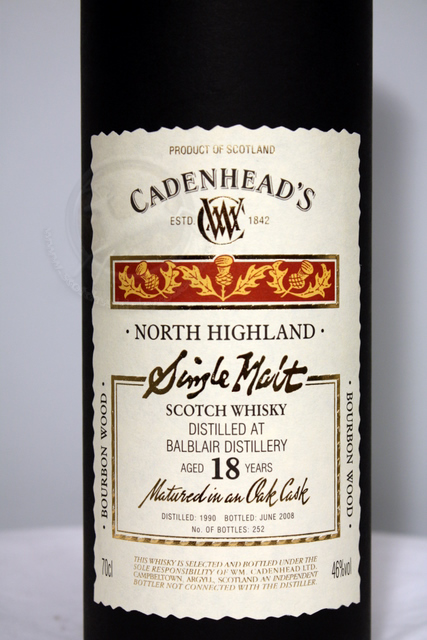 PRODUCT OF SCOTLAND
CADENHEAD'S
ESTD. WC 1842
· NORTH HIGHLAND ·
Single Malt
SCOTCH WHISKY
DISTILLED AT
BALBLAIR DISTILLERY
AGED 18 YEARS
Matured in an Oak Cask
DISTILLED: 1990 BOTTLED: JUNE 2008
No. OF BOTTLES: 252
· BOURBON WOOD ·
· BOURBON WOOD ·
70cl
THIS WHISKY IS SELECTED AND BOTTLED UNDER THE
SOLE RESPONSIBILITY OF WM. CADENHEAD LTD.
CAMPBELTOWN, ARGYLL, SCOTLAND AN INDEPENDENT
BOTTLER NOT CONNECTED WITH THE DISTILLER.
46%vol